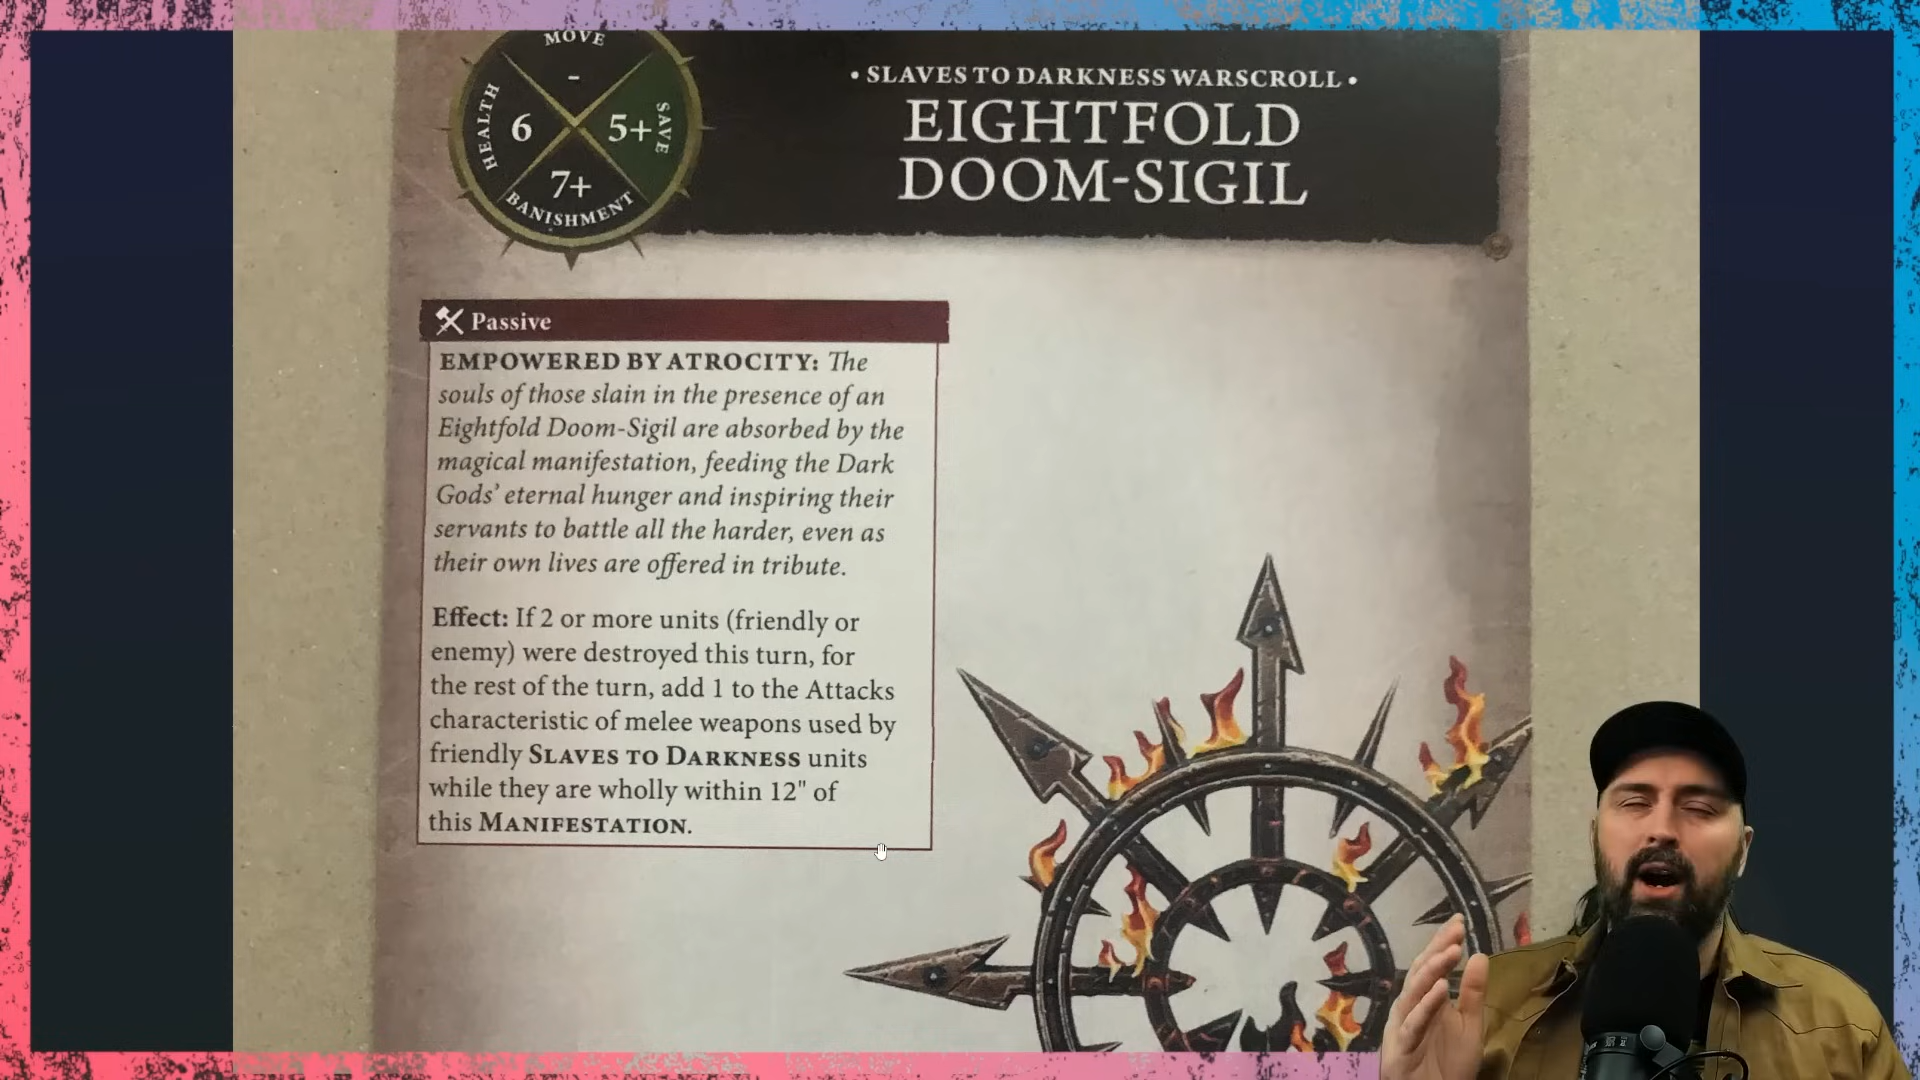 MOVE
-
HEALTH
6
5+
SAVE
7+
BANISHMENT
• SLAVES TO DARKNESS WARSCROLL •
EIGHTFOLD
DOOM-SIGIL
Passive
EMPOWERED BY ATROCITY: The
souls of those slain in the presence of an
Eightfold Doom-Sigil are absorbed by the
magical manifestation, feeding the Dark
Gods' eternal hunger and inspiring their
servants to battle all the harder, even as
their own lives are offered in tribute.
Effect: If 2 or more units (friendly or
enemy) were destroyed this turn, for
the rest of the turn, add 1 to the Attacks
characteristic of melee weapons used by
friendly SLAVES TO DARKNESS units
while they are wholly within 12" of
this MANIFESTATION.